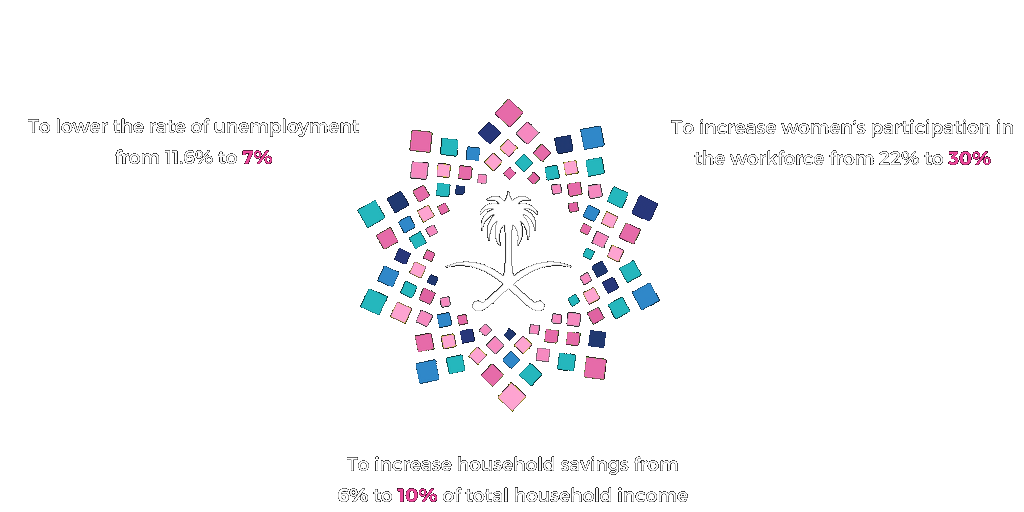 To lower the rate of unemployment
from 11.6% to 7%
To increase women's participation in
the workforce from 22% to 30%
To increase household savings from
6% to 10% of total household income